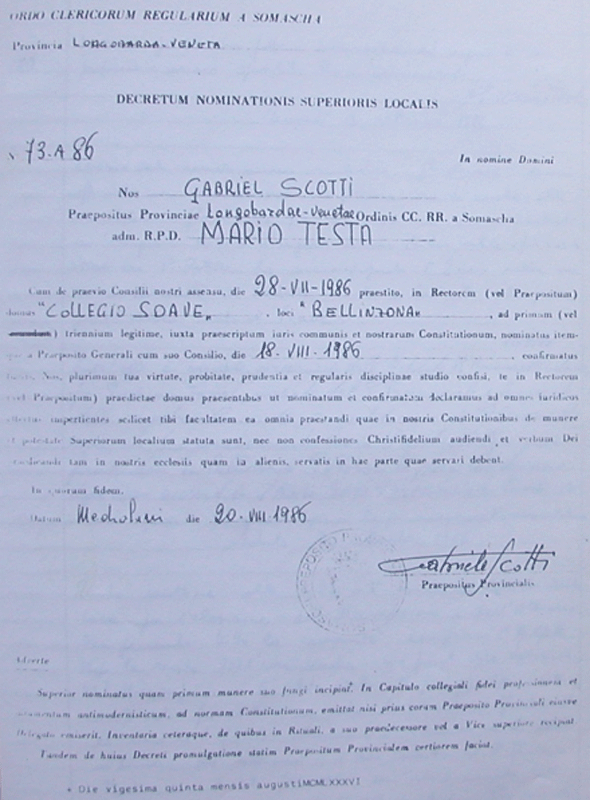 ORDO CLERICORUM REGULARIUM A SOMASCHA
Provincia LONGOBARDA-VENETA
DECRETUM NOMINATIONIS SUPERIORIS LOCALIS
N 73-A 86
In nomine Domini
Nos GABRIEL SCOTTI
Praepositus Provinciae Longobardae-Venetae Ordinis CC. RR. a Somascha
adm. R.P.D. MARIO TESTA
Cum de praevio Consilii nostri assensu, die 28-VII-1986 praestito, in Rectorem (vel Praepositum)
domus "COLLEGIO SOAVE" loci "BELLINZONA" , ad primum (vel
) triennium legitime, iuxta praescriptum iuris communis et nostrarum Constitutionum, nominatus item-
que a Praeposito Generali cum suo Consilio, die 18-VIII-1986 confirmatus
Nos, plurimum tua virtute, probitate, prudentia et regularis disciplinae studio confisi, te in Rectorem
(vel Praepositum) praedictae domus praesentibus ut nominatum et confirmatum declaramus ad omnes iuridicos
effectus impertientes scilicet tibi facultatem ea omnia praestandi quae in nostris Constitutionibus de munere
et potestate Superiorum localium statuta sunt, nec non confessiones Christifidelium audiendi et verbum Dei
tam in nostris ecclesiis quam in alienis, servatis in hac parte quae servari debent.
In quorum fidem.
Datum Mediolani die 20-VIII 1986
Gabriele Scotti
Praepositus Provincialis
Superior nominatus quam primum munere suo fungi incipiat. In Capitulo collegiali fidei professionem et
iuramentum antimodernisticum, ad normam Constitutionum, emittat nisi prius coram Praeposito Provinciali eiusve
Delegato emiserit. Inventaria ceteraque, de quibus in Rituali, a suo praedecessore vel a Vice superiore recipiat.
Tandem de huius Decreti promulgatione statim Praepositum Provincialem certiorem faciat.
* Die vigesima quinta mensis augustiMCMLXXXVI